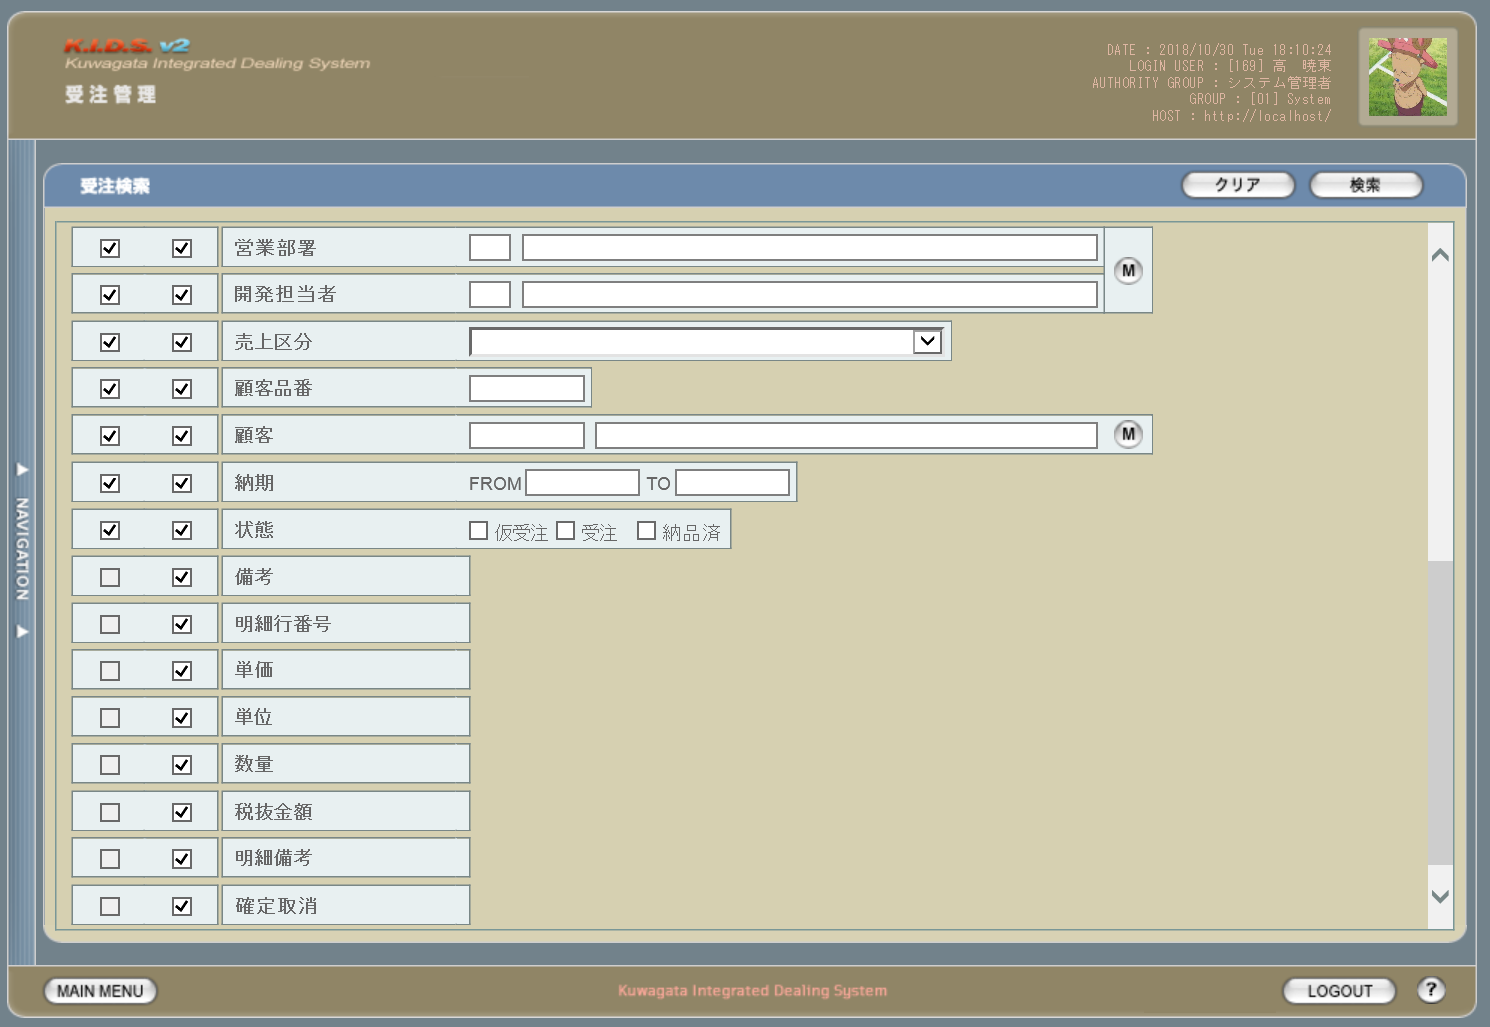 K.I.D.S. v2
Kuwagata Integrated Dealing System
受注管理
DATE : 2018/10/30 Tue 18:10:24
LOGIN USER : [169] 高　暁東
AUTHORITY GROUP : システム管理者
GROUP : [01] System
HOST : http://localhost/
受注検索
クリア
検索
営業部署
M
開発担当者
売上区分
顧客品番
顧客
M
納期
FROM
TO
状態
仮受注
受注
納品済
備考
明細行番号
単価
単位
数量
税抜金額
明細備考
確定取消
NAVIGATION
MAIN MENU
Kuwagata Integrated Dealing System
LOGOUT
?